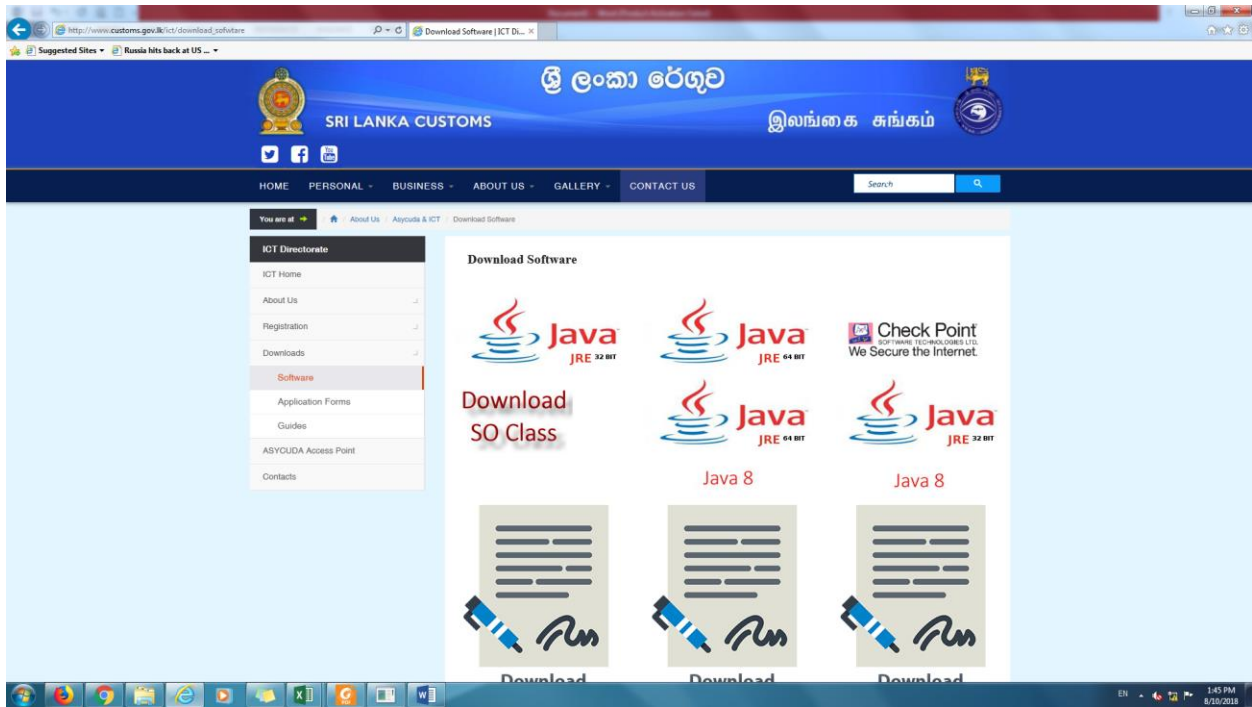 http://www.customs.gov.lk/ict/download_sofwtare
Download Software | ICT Di...
Suggested Sites
Russia hits back at US ...
ශ්‍රී ලංකා රේගුව
SRI LANKA CUSTOMS
இலங்கை சுங்கம்
You Tube
HOME PERSONAL BUSINESS ABOUT US GALLERY CONTACT US
Search
You are at / About Us / Asycuda & ICT / Download Software
ICT Directorate
ICT Home
About Us
Registration
Downloads
Software
Application Forms
Guides
ASYCUDA Access Point
Contacts
Download Software
Java JRE 32 BIT
Java JRE 64 BIT
Check Point
SOFTWARE TECHNOLOGIES LTD.
We Secure the Internet.
Download
SO Class
Java JRE 64 BIT
Java 8
Java JRE 32 BIT
Java 8
Download Download Download
EN
1:45 PM
8/10/2018